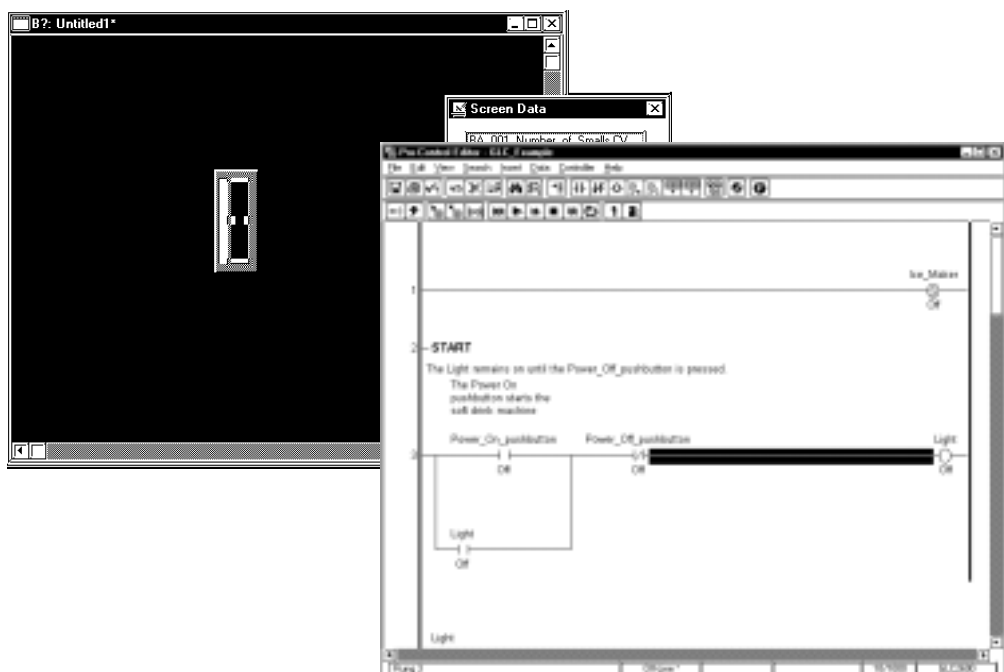 B?: Untitled1*
Screen Data
BA_001_Number_of_Smalls.CV
Pro-Control Editor - GLC_Example
File Edit View Search Insert Data Controller Help
Ice_Maker
1
Off
2 START
The Light remains on until the Power_Off_pushbutton is pressed.
The Power On
pushbutton starts the
soft drink machine
Power_On_pushbutton Power_Off_pushbutton Light
3
Off Off Off
Light
Off
Light